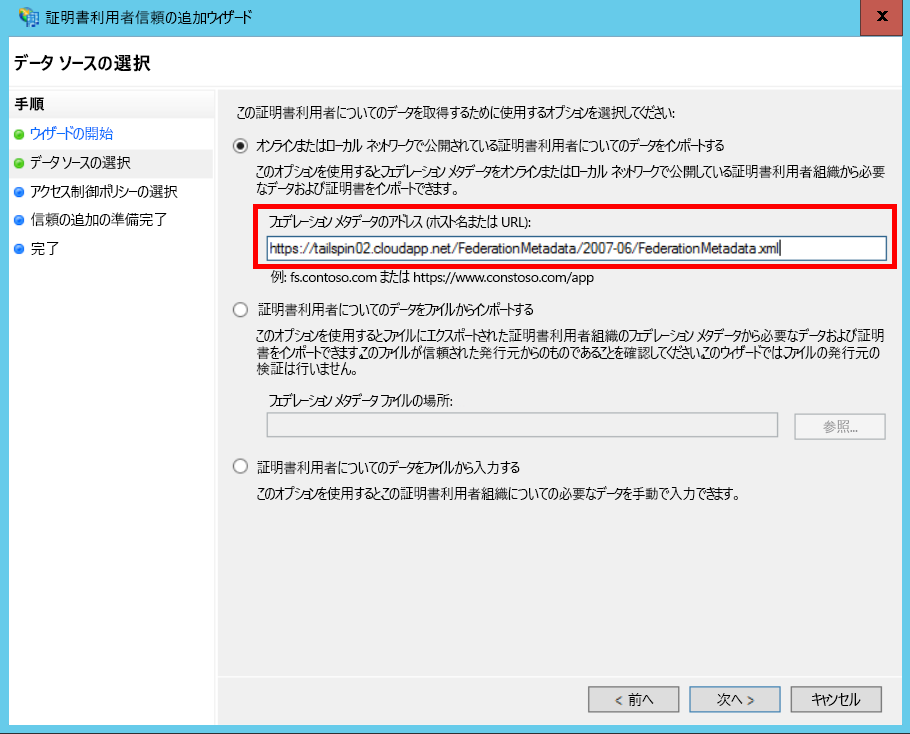 証明書利用者信頼の追加ウィザード
x
データ ソースの選択
手順
ウィザードの開始
データ ソースの選択
アクセス制御ポリシーの選択
信頼の追加の準備完了
完了
この証明書利用者についてのデータを取得するために使用するオプションを選択してください:
オンラインまたはローカル ネットワークで公開されている証明書利用者についてのデータをインポートする
このオプションを使用するとフェデレーション メタデータをオンラインまたはローカル ネットワークで公開している証明書利用者組織から必要
なデータおよび証明書をインポートできます。
フェデレーション メタデータのアドレス (ホスト名または URL):
https://tailspin02.cloudapp.net/FederationMetadata/2007-06/FederationMetadata.xml
例: fs.contoso.com または https://www.constoso.com/app
証明書利用者についてのデータをファイルからインポートする
このオプションを使用するとファイルにエクスポートされた証明書利用者組織のフェデレーション メタデータから必要なデータおよび証明
書をインポートできます。このファイルが信頼された発行元からのものであることを確認してください。このウィザードでは、ファイルの発行元の
検証は行いません。
フェデレーション メタデータ ファイルの場所:
参照...
証明書利用者についてのデータをファイルから入力する
このオプションを使用すると、この証明書利用者組織についての必要なデータを手動で入力できます。
< 前へ
次へ >
キャンセル